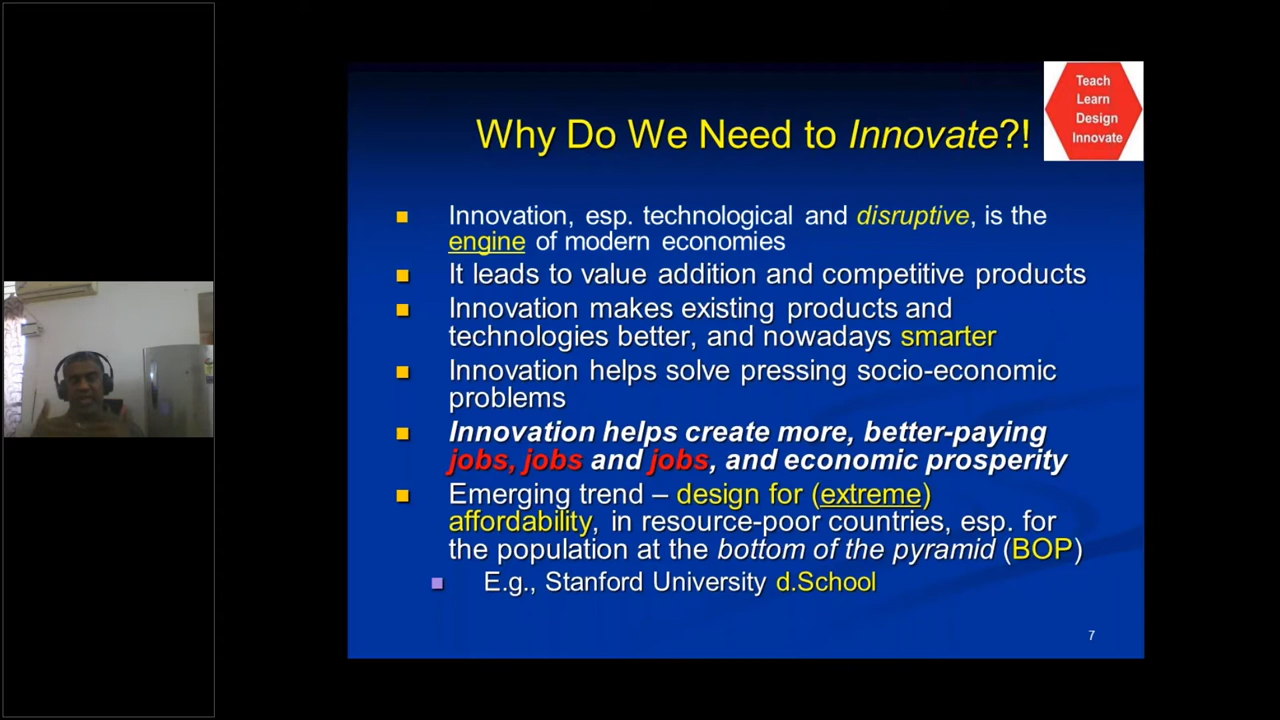 Teach
Learn
Design
Innovate
Why Do We Need to Innovate?!
Innovation, esp. technological and disruptive, is the
engine of modern economies
It leads to value addition and competitive products
Innovation makes existing products and
technologies better, and nowadays smarter
Innovation helps solve pressing socio-economic
problems
Innovation helps create more, better-paying
jobs, jobs and jobs, and economic prosperity
Emerging trend – design for (extreme)
affordability, in resource-poor countries, esp. for
the population at the bottom of the pyramid (BOP)
E.g., Stanford University d.School
7